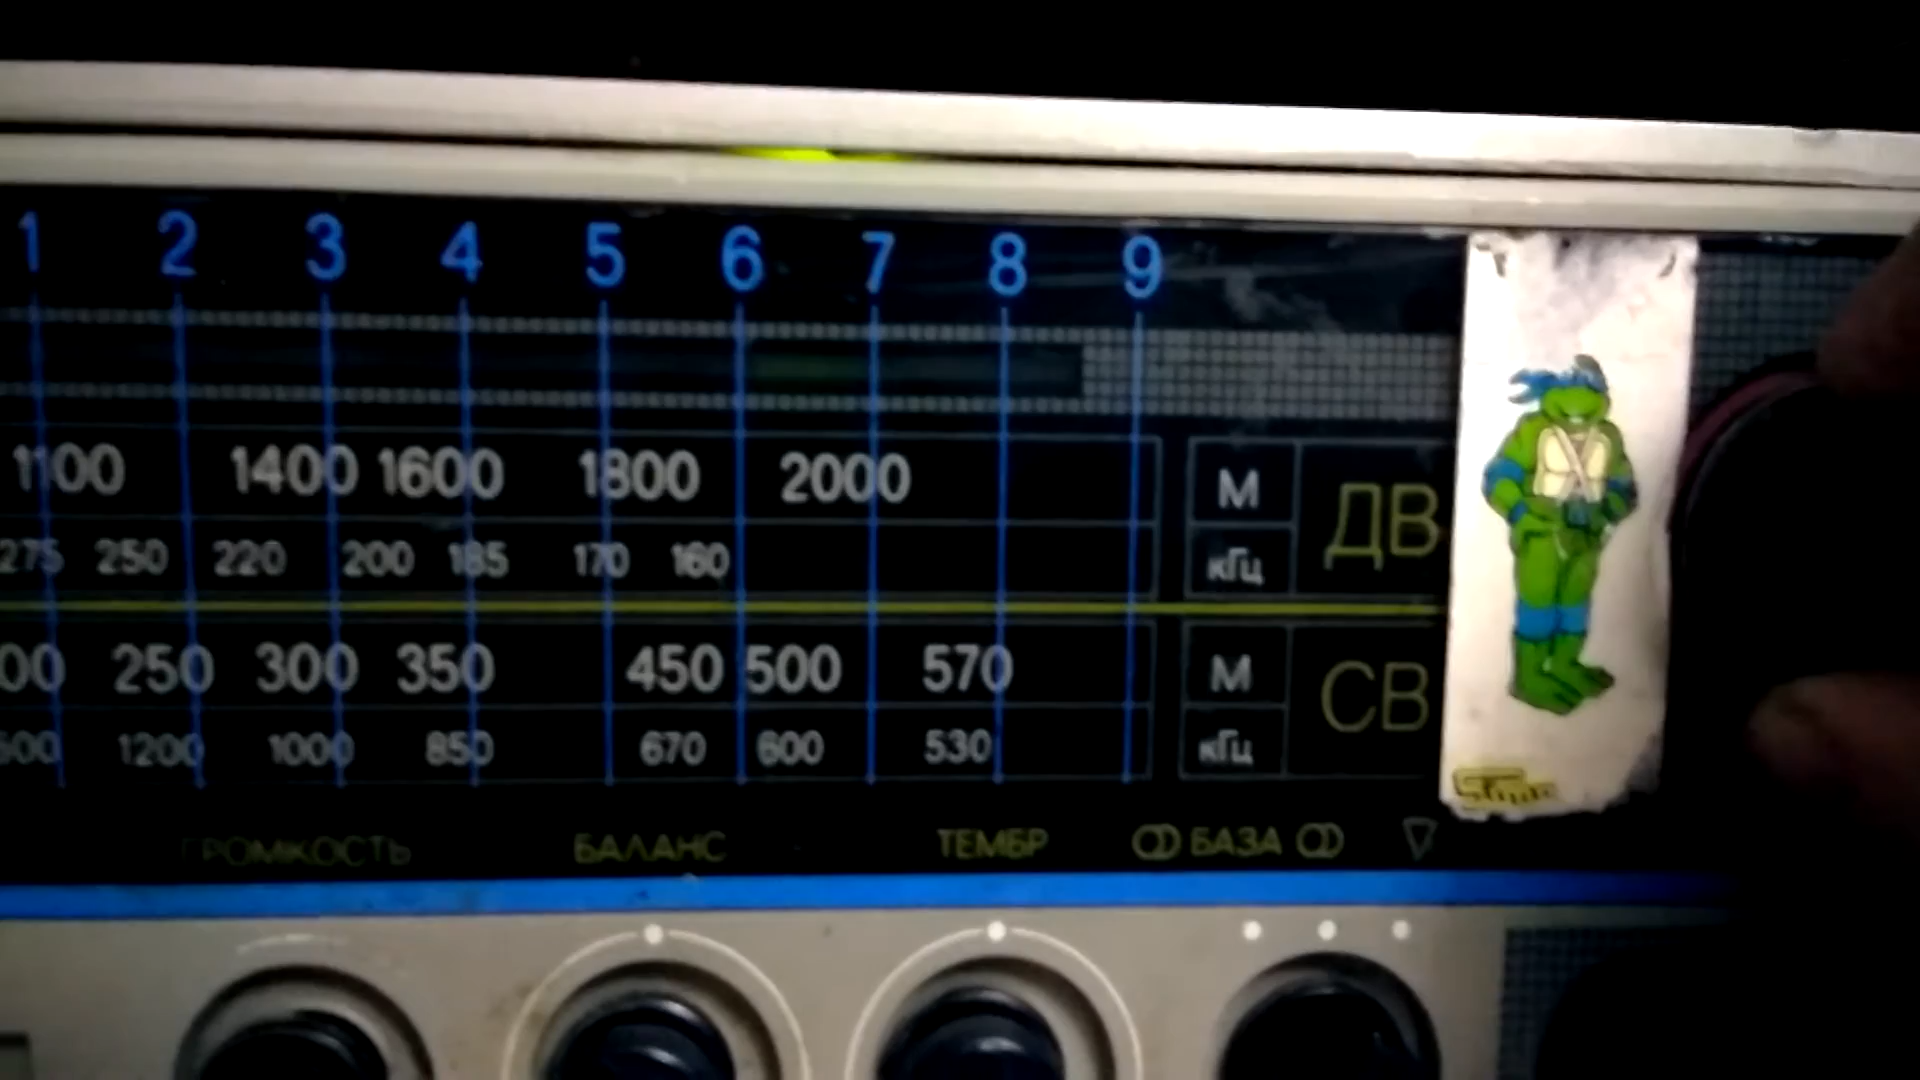 1 2 3 4 5 6 7 8 9
1100 1400 1600 1800 2000 М ДВ
275 250 220 200 185 170 160 кГц
250 300 350 450 500 570 М СВ
1200 1000 850 670 600 530 кГц
ГРОМКОСТЬ БАЛАНС ТЕМБР БАЗА